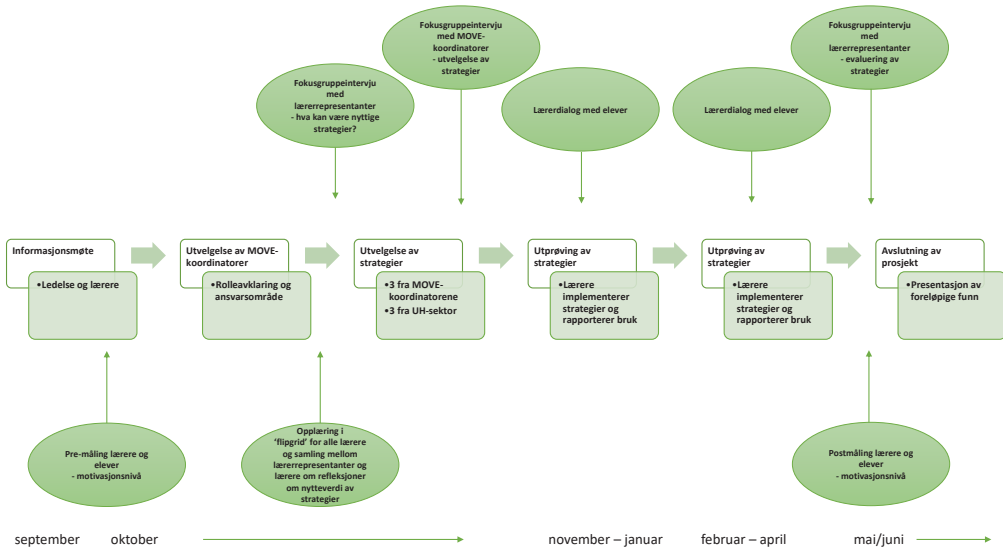 Fokusgruppeintervju
med
lærerrepresentanter
- hva kan være nyttige
strategier?
Fokusgruppeintervju
med MOVE-
koordinatorer
- utvelgelse av
strategier
Lærerdialog med elever
Lærerdialog med elever
Fokusgruppeintervju
med
lærerrepresentanter
- evaluering av
strategier
Informasjonsmøte
•Ledelse og lærere
Utvelgelse av MOVE-
koordinatorer
•Rolleavklaring og
ansvarsområde
Utvelgelse av
strategier
•3 fra MOVE-
koordinatorene
•3 fra UH-sektor
Utprøving av
strategier
•Lærere
implementerer
strategier og
rapporterer bruk
Utprøving av
strategier
•Lærere
implementerer
strategier og
rapporterer bruk
Avslutning av
prosjekt
•Presentasjon av
foreløpige funn
Pre-måling lærere og
elever
- motivasjonsnivå
Opplæring i
'flipgrid' for alle lærere
og samling mellom
lærerrepresentanter og
lærere om refleksjoner
om nytteverdi av
strategier
Postmåling lærere og
elever
- motivasjonsnivå
september oktober november – januar februar – april mai/juni